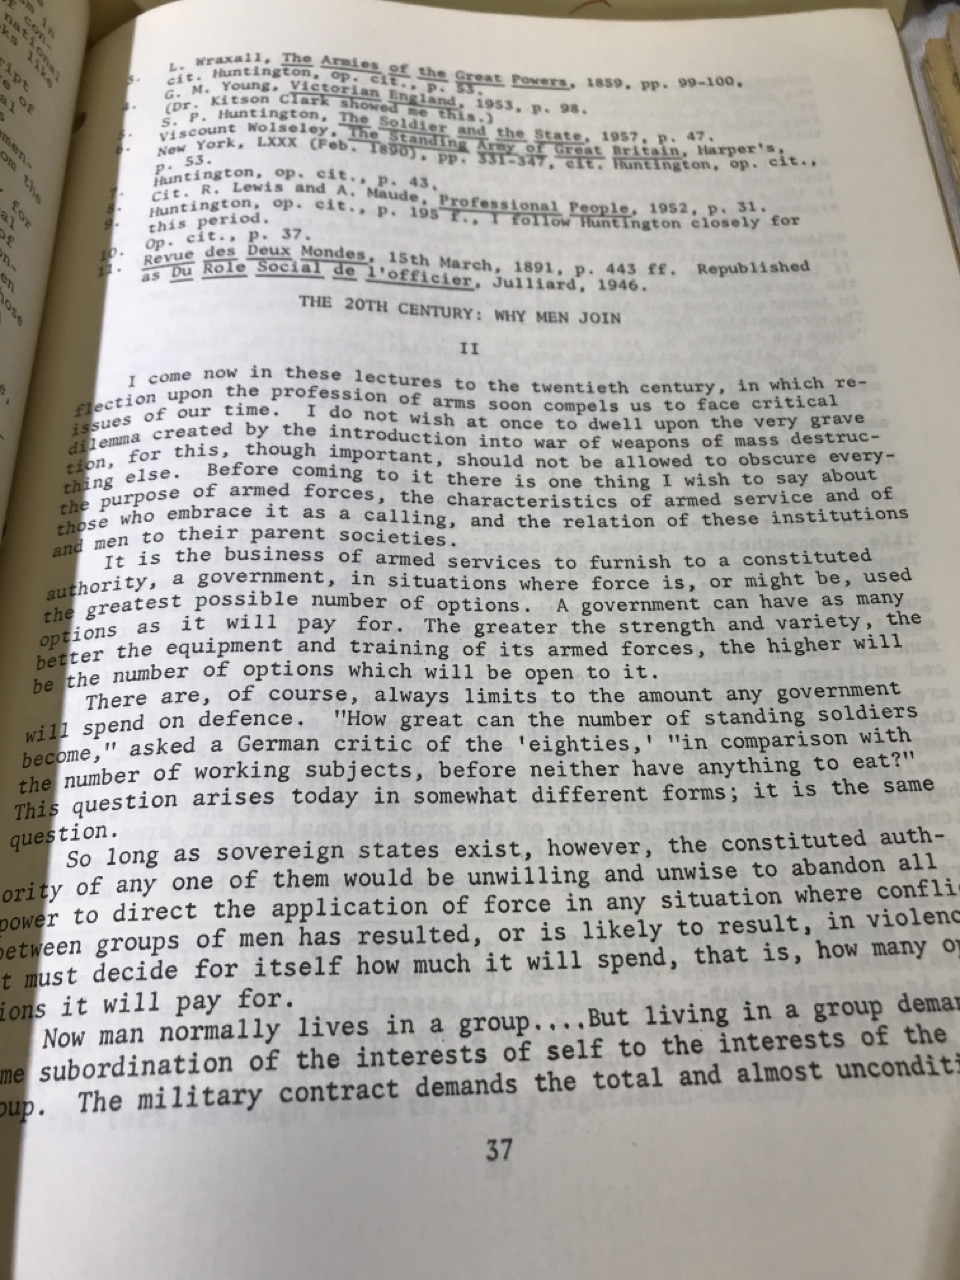 L. Wraxall, The Armies of the Great Powers, 1859, pp. 99-100,
3. cit. Huntington, op. cit., p. 53.
G. M. Young, Victorian England, 1953, p. 98.
4. (Dr. Kitson Clark showed me this.)
S. P. Huntington, The Soldier and the State, 1957, p. 47.
5. Viscount Wolseley, The Standing Army of Great Britain, Harper's,
6. New York, LXXX (Feb. 1890), pp. 331-347, cit. Huntington, op. cit.,
p. 53.
Huntington, op. cit., p. 43.
7. Cit. R. Lewis and A. Maude, Professional People, 1952, p. 31.
8. Huntington, op. cit., p. 195 f., I follow Huntington closely for
9. this period.
Op. cit., p. 37.
10. Revue des Deux Mondes, 15th March, 1891, p. 443 ff. Republished
11. as Du Role Social de l'officier, Julliard, 1946.
THE 20TH CENTURY: WHY MEN JOIN
II
I come now in these lectures to the twentieth century, in which re-
flection upon the profession of arms soon compels us to face critical
issues of our time. I do not wish at once to dwell upon the very grave
dilemma created by the introduction into war of weapons of mass destruc-
tion, for this, though important, should not be allowed to obscure every-
thing else. Before coming to it there is one thing I wish to say about
the purpose of armed forces, the characteristics of armed service and of
those who embrace it as a calling, and the relation of these institutions
and men to their parent societies.
It is the business of armed services to furnish to a constituted
authority, a government, in situations where force is, or might be, used
the greatest possible number of options. A government can have as many
options as it will pay for. The greater the strength and variety, the
better the equipment and training of its armed forces, the higher will
be the number of options which will be open to it.
There are, of course, always limits to the amount any government
will spend on defence. "How great can the number of standing soldiers
become," asked a German critic of the 'eighties,' "in comparison with
the number of working subjects, before neither have anything to eat?"
This question arises today in somewhat different forms; it is the same
question.
So long as sovereign states exist, however, the constituted auth-
ority of any one of them would be unwilling and unwise to abandon all
power to direct the application of force in any situation where confli
between groups of men has resulted, or is likely to result, in violenc
t must decide for itself how much it will spend, that is, how many op
ions it will pay for.
Now man normally lives in a group....But living in a group deman
me subordination of the interests of self to the interests of the
oup. The military contract demands the total and almost unconditi
37